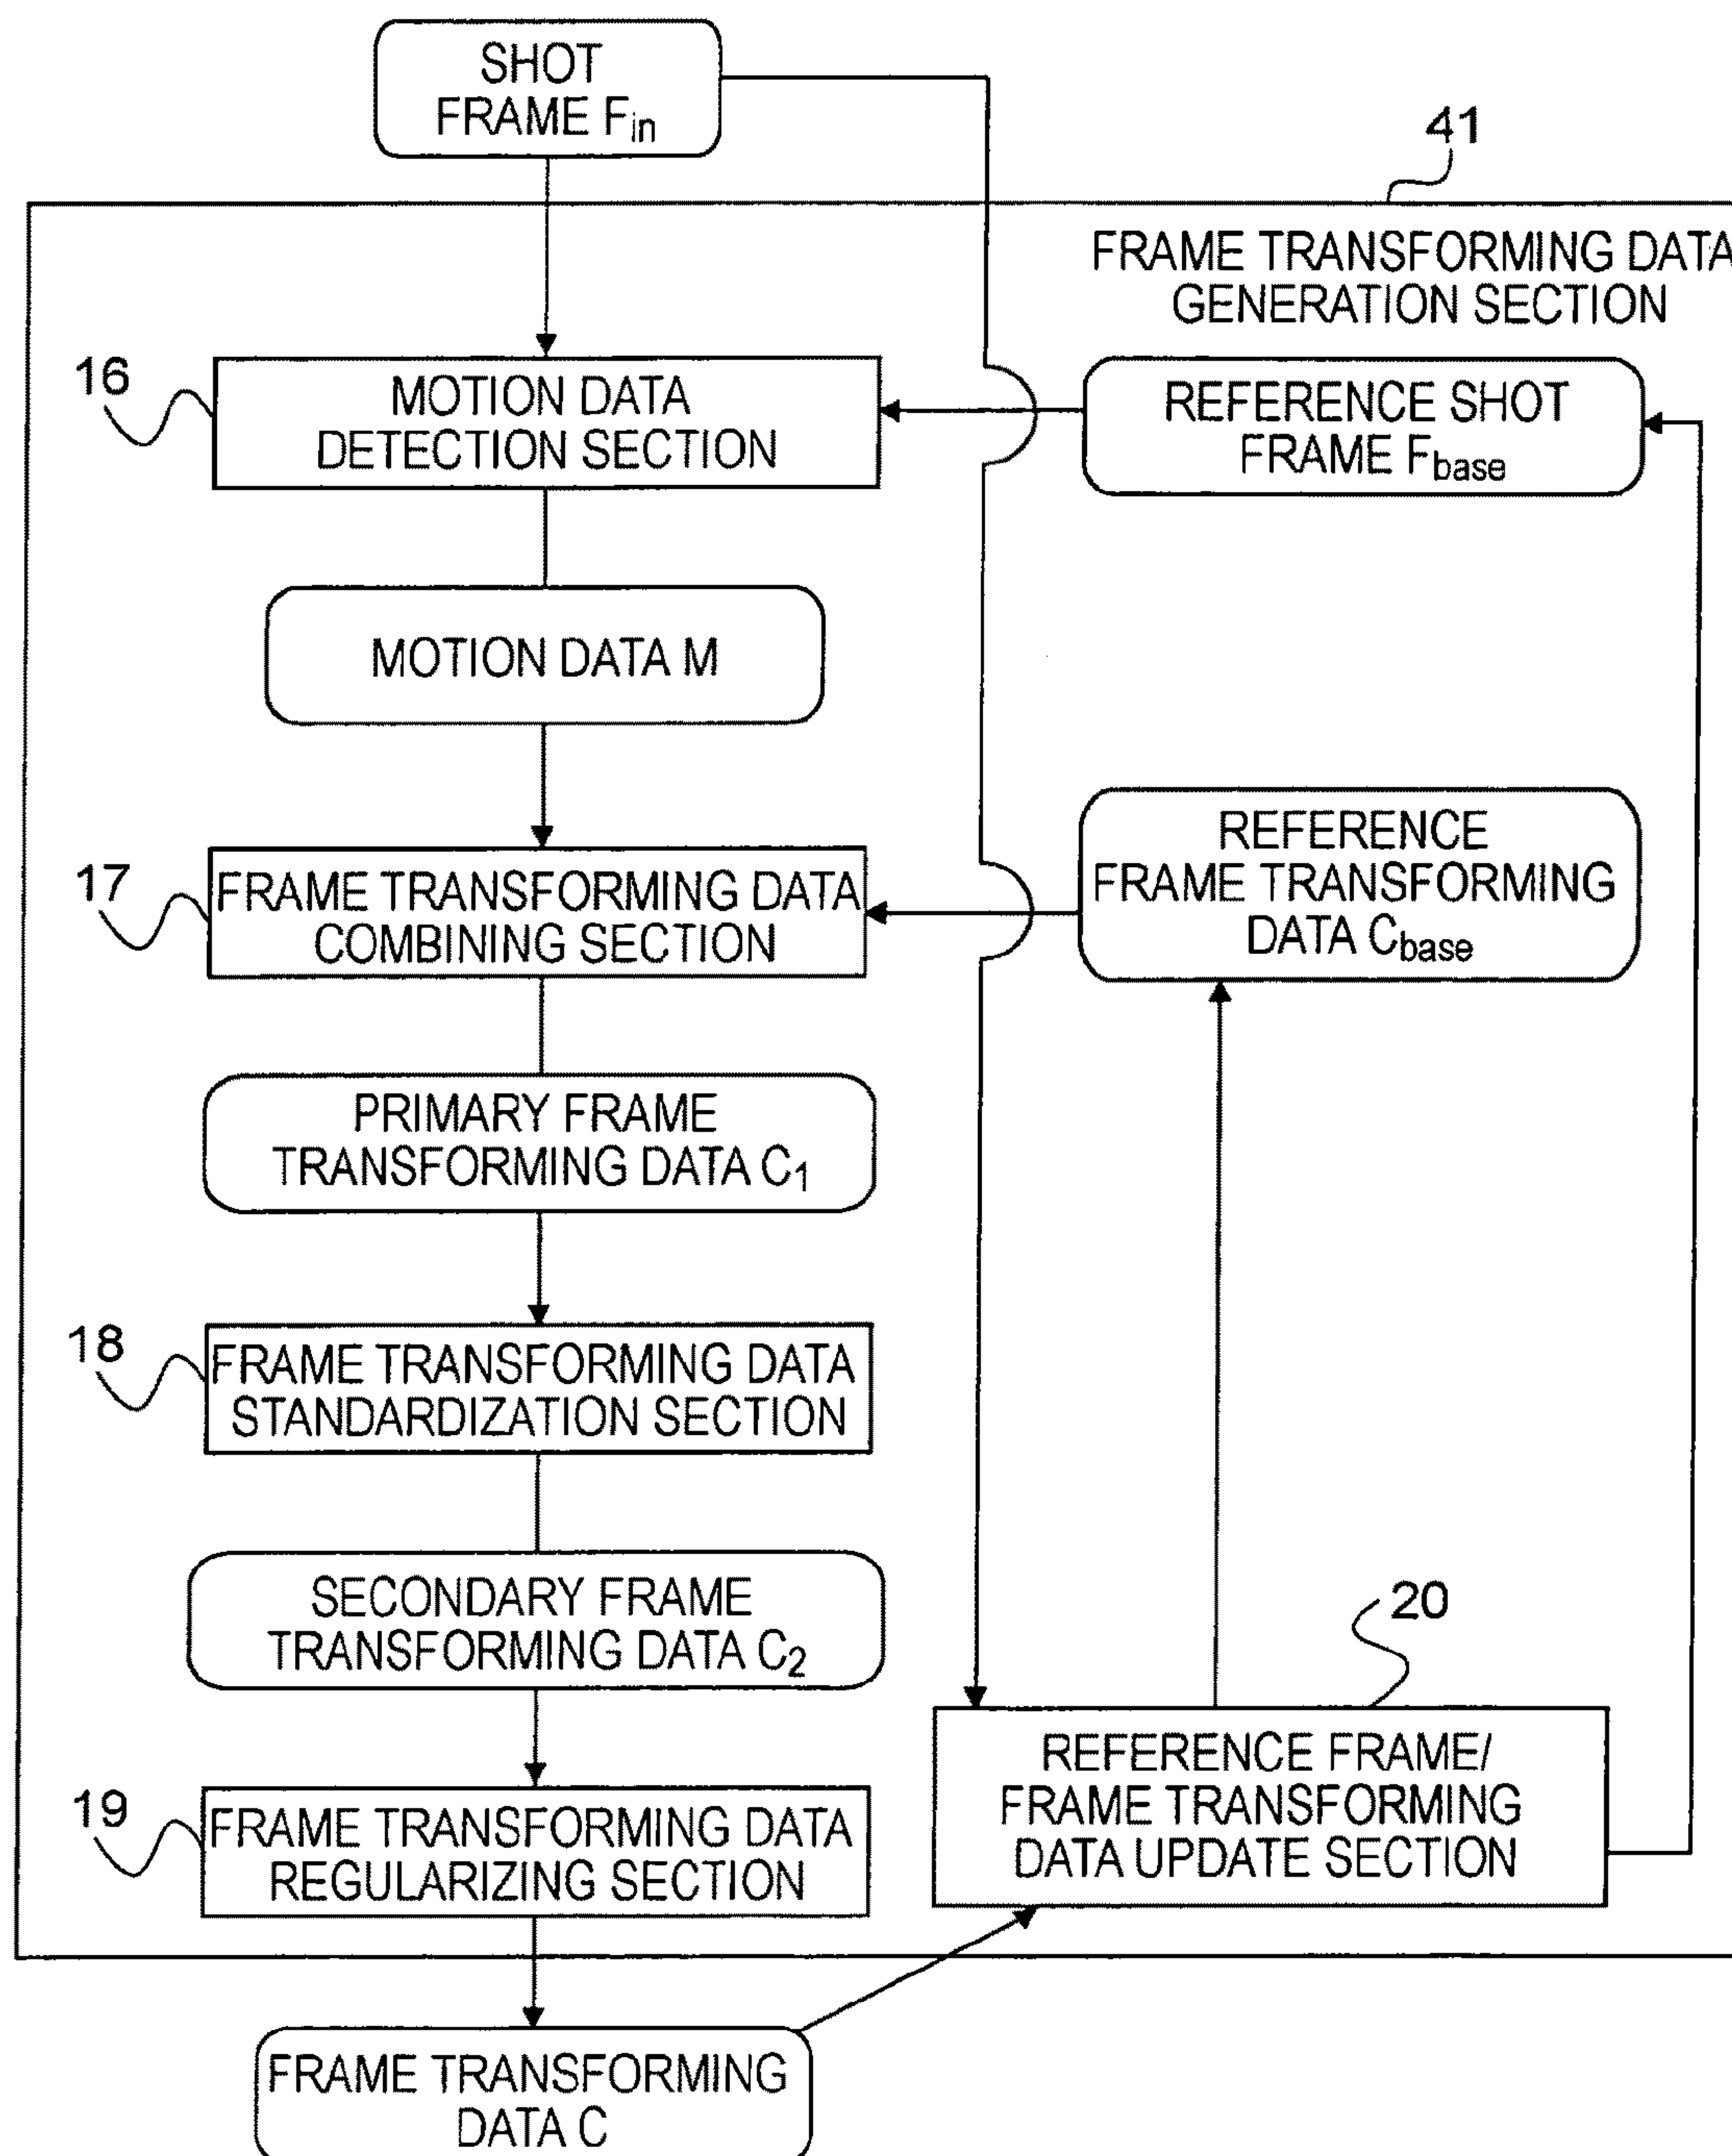 SHOT
FRAME Fin
41
FRAME TRANSFORMING DATA
GENERATION SECTION
16
MOTION DATA
DETECTION SECTION
REFERENCE SHOT
FRAME Fbase
MOTION DATA M
17
FRAME TRANSFORMING DATA
COMBINING SECTION
REFERENCE
FRAME TRANSFORMING
DATA Cbase
PRIMARY FRAME
TRANSFORMING DATA C1
18
FRAME TRANSFORMING DATA
STANDARDIZATION SECTION
SECONDARY FRAME
TRANSFORMING DATA C2
20
REFERENCE FRAME/
FRAME TRANSFORMING
DATA UPDATE SECTION
19
FRAME TRANSFORMING DATA
REGULARIZING SECTION
FRAME TRANSFORMING
DATA C